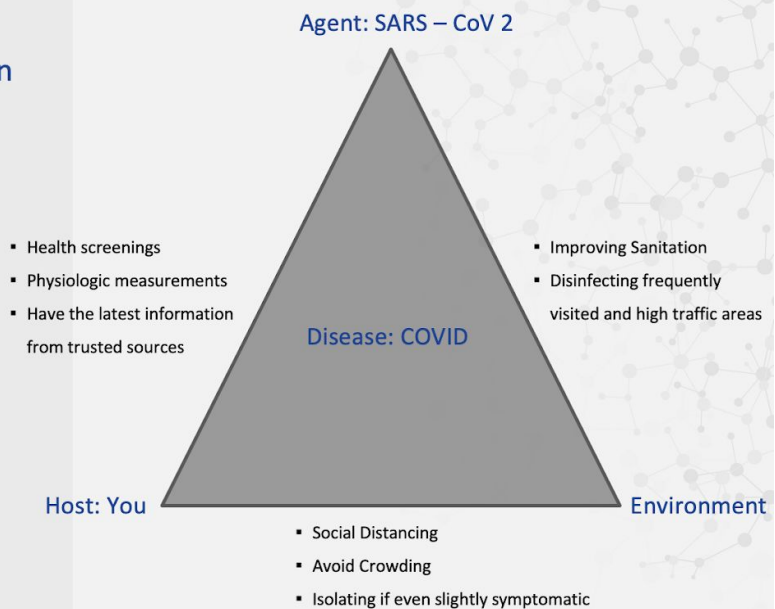 Agent: SARS – CoV 2
▪ Health screenings
▪ Physiologic measurements
▪ Have the latest information
from trusted sources
▪ Improving Sanitation
▪ Disinfecting frequently
visited and high traffic areas
Disease: COVID
Host: You
Environment
▪ Social Distancing
▪ Avoid Crowding
▪ Isolating if even slightly symptomatic